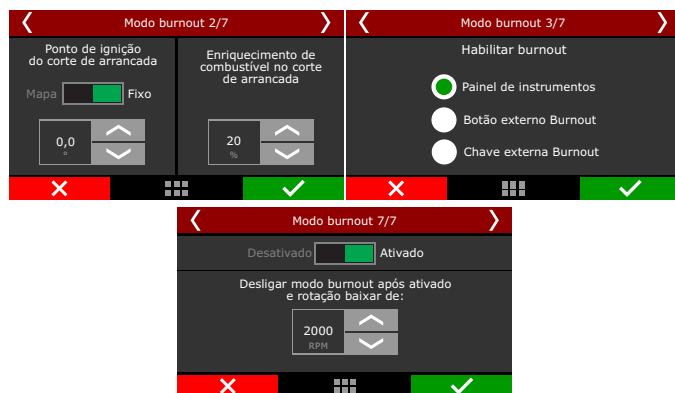 Modo burnout 2/7
Ponto de ignição
do corte de arrancada
Mapa
Fixo
0,0
°
Enriquecimento de
combustível no corte
de arrancada
20
%
Modo burnout 3/7
Habilitar burnout
Painel de instrumentos
Botão externo Burnout
Chave externa Burnout
Modo burnout 7/7
Desativado
Ativado
Desligar modo burnout após ativado
e rotação baixar de:
2000
RPM